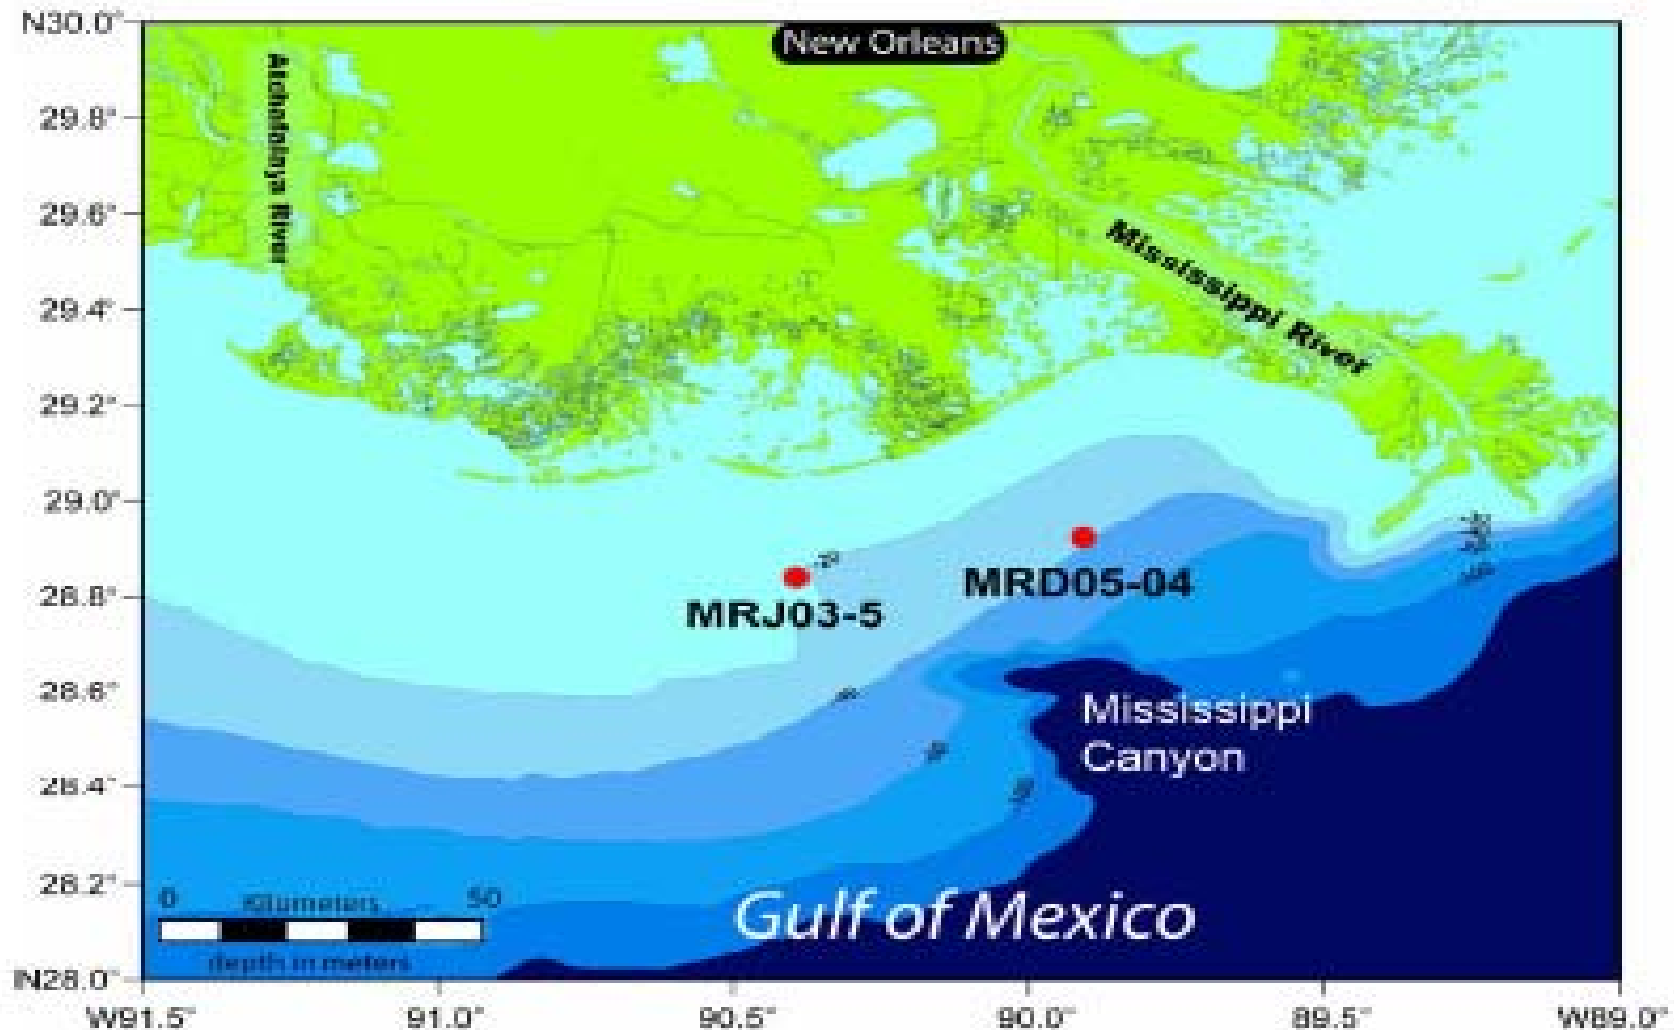 N30.0°
29.8°
29.6°
29.4°
29.2°
29.0°
28.8°
28.6°
28.4°
28.2°
N28.0°
W91.5°
91.0°
90.5°
90.0°
89.5°
W89.0°
New Orleans
Atchafalaya River
Mississippi River
MRJ03-5
MRD05-04
Mississippi
Canyon
Gulf of Mexico
0 Kilometers 50
depth in meters